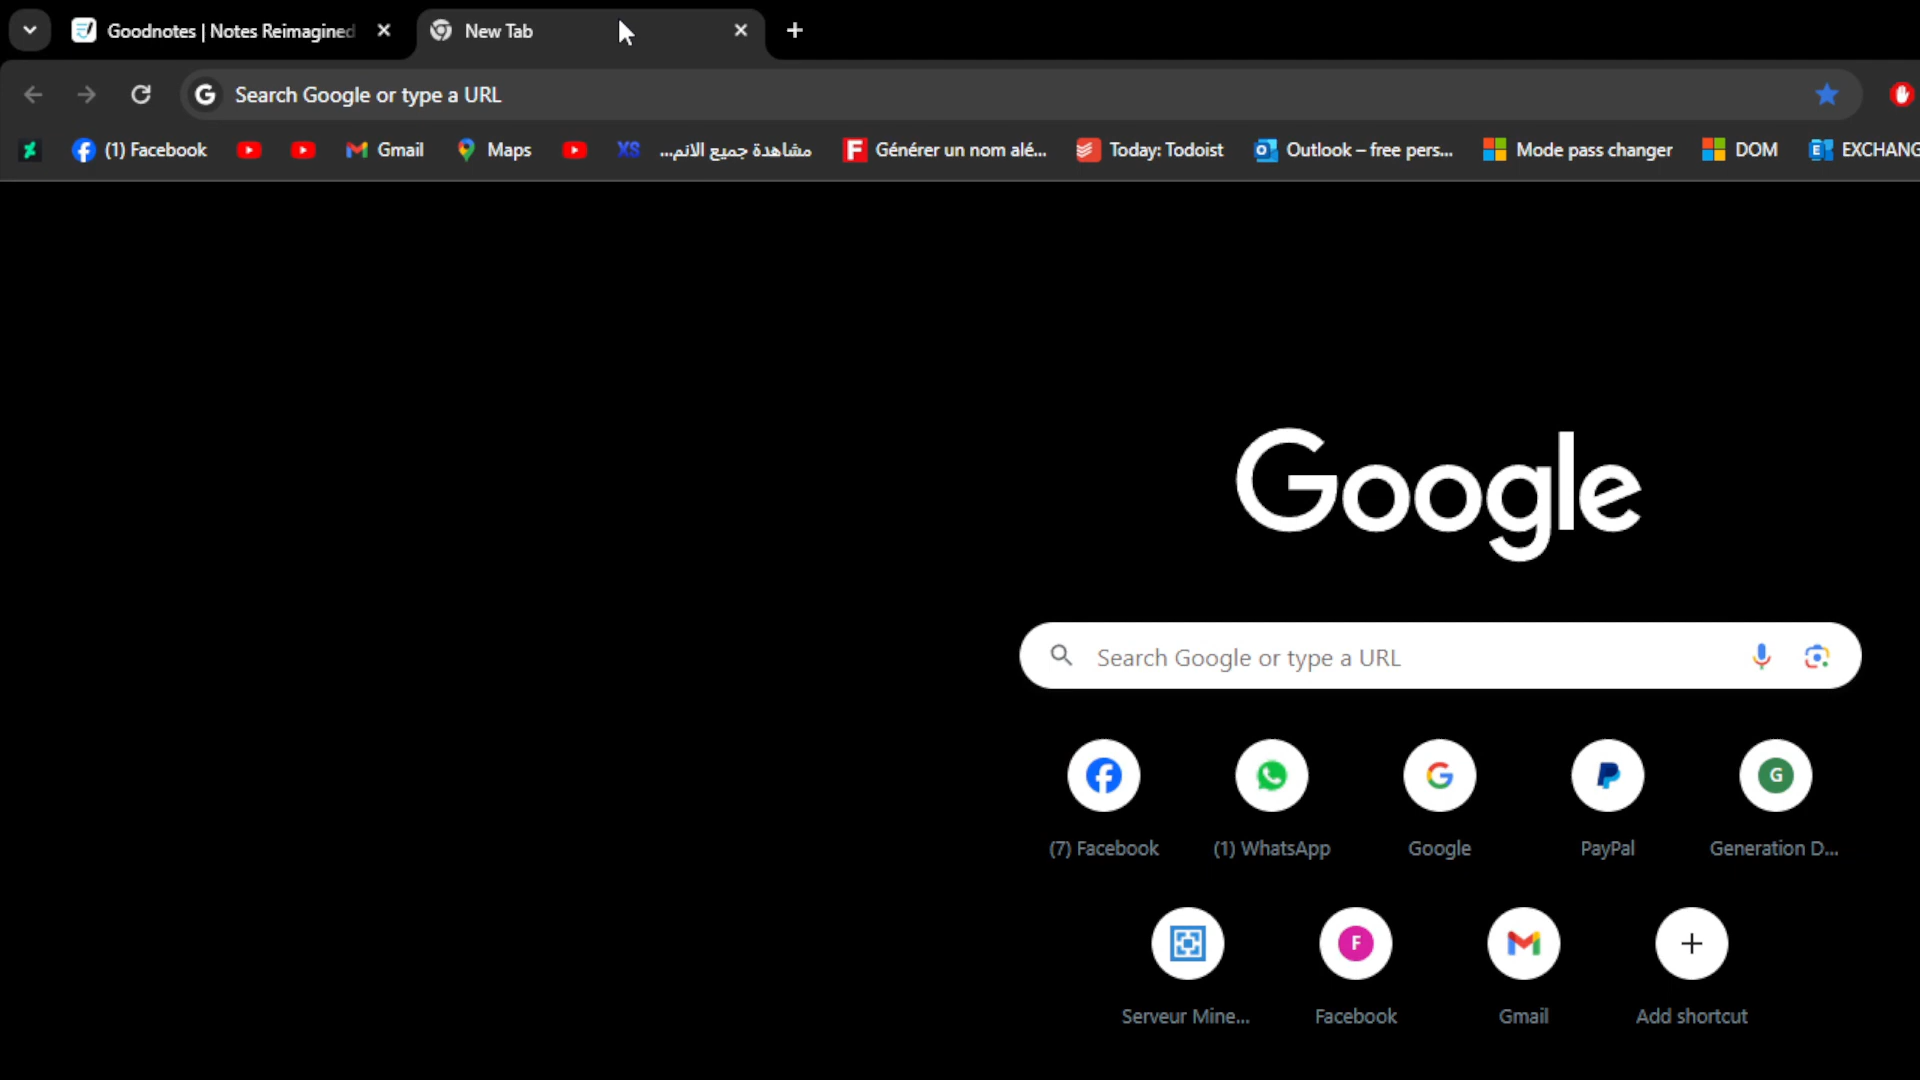 Goodnotes | Notes Reimagined
New Tab
Search Google or type a URL
(1) Facebook
Gmail
Maps
XS
مشاهدة جميع الانم...
F
Générer un nom alé...
Today: Todoist
Outlook – free pers...
Mode pass changer
DOM
EXCHANG
Google
Search Google or type a URL
G
(7) Facebook
(1) WhatsApp
Google
PayPal
Generation D...
F
Serveur Mine...
Facebook
Gmail
Add shortcut